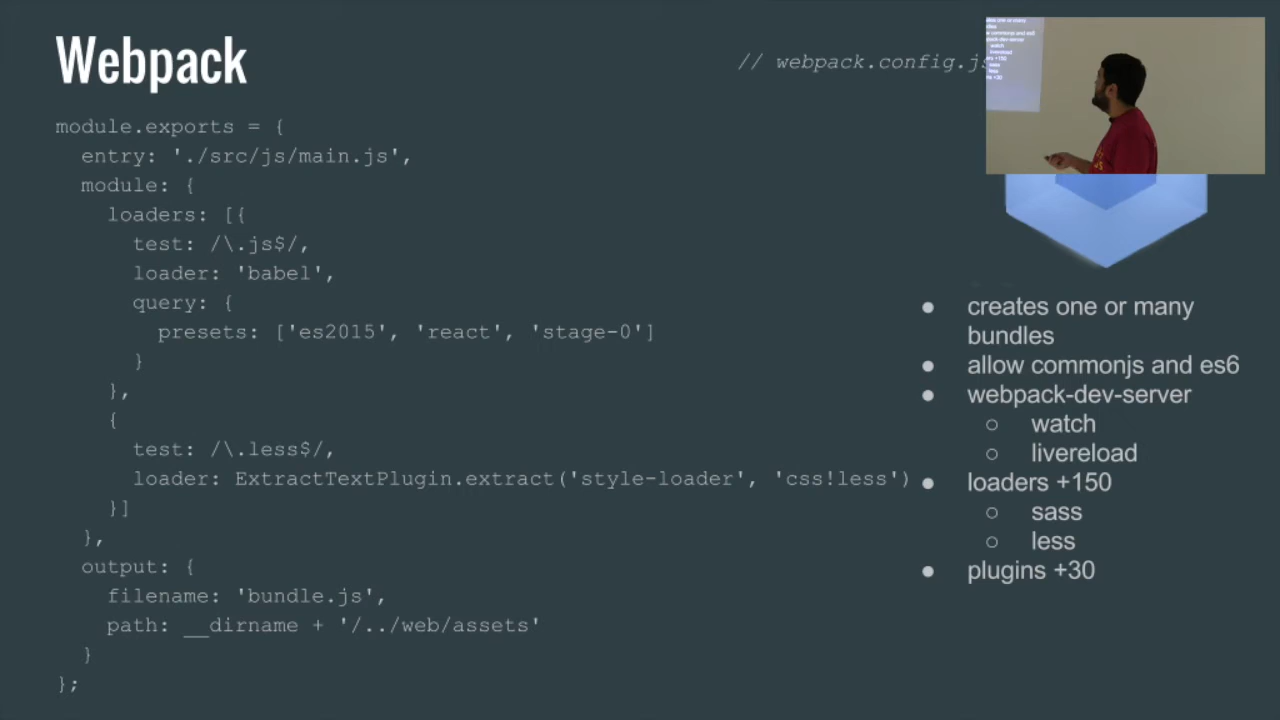 Webpack
// webpack.config.js
module.exports = {
entry: './src/js/main.js',
module: {
loaders: [{
test: /\.js$/,
loader: 'babel',
query: {
presets: ['es2015', 'react', 'stage-0']
}
},
{
test: /\.less$/,
loader: ExtractTextPlugin.extract('style-loader', 'css!less')
}]
},
output: {
filename: 'bundle.js',
path: __dirname + '/../web/assets'
}
};
● creates one or many
bundles
● allow commonjs and es6
● webpack-dev-server
○ watch
○ livereload
● loaders +150
○ sass
○ less
● plugins +30